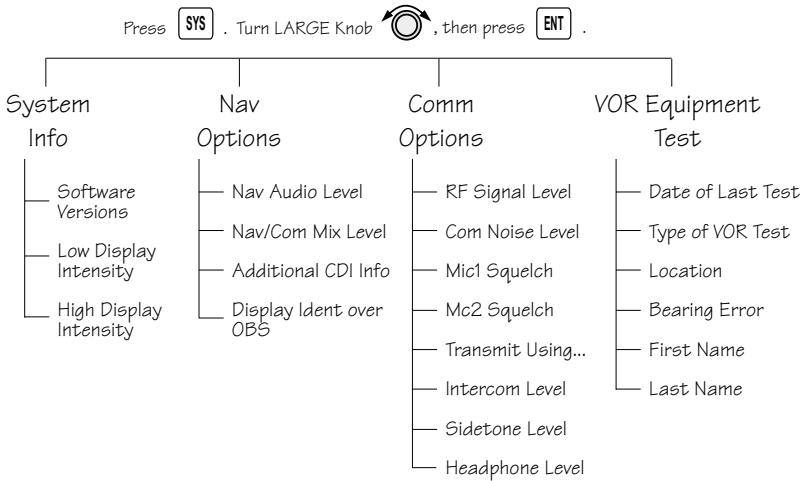 Press SYS . Turn LARGE Knob , then press ENT .
System
Info
Software
Versions
Low Display
Intensity
High Display
Intensity
Nav
Options
Nav Audio Level
Nav/Com Mix Level
Additional CDI Info
Display Ident over
OBS
Comm
Options
RF Signal Level
Com Noise Level
Mic1 Squelch
Mc2 Squelch
Transmit Using...
Intercom Level
Sidetone Level
Headphone Level
VOR Equipment
Test
Date of Last Test
Type of VOR Test
Location
Bearing Error
First Name
Last Name